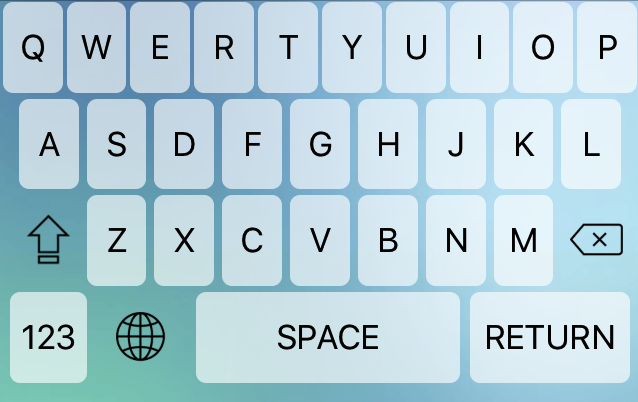 Q W E R T Y U I O P
A S D F G H J K L
Z X C V B N M
123 SPACE RETURN